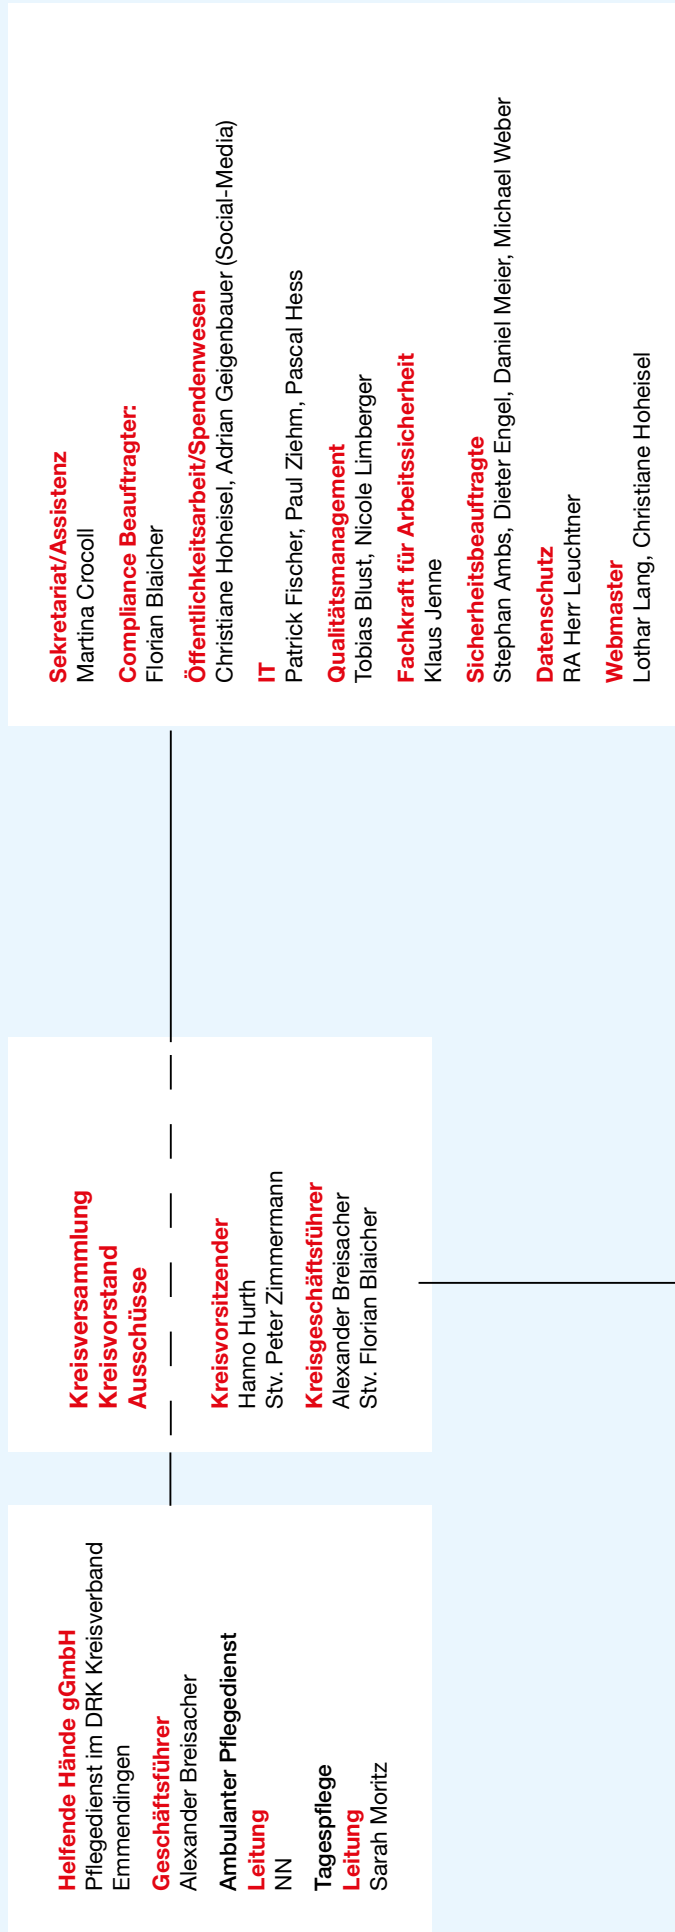 Helfende Hände gGmbH
Pflegedienst im DRK Kreisverband
Emmendingen
Geschäftsführer
Alexander Breisacher
Ambulanter Pflegedienst
Leitung
NN
Tagespflege
Leitung
Sarah Moritz
Kreisversammlung
Kreisvorstand
Ausschüsse
Kreisvorsitzender
Hanno Hurth
Stv. Peter Zimmermann
Kreisgeschäftsführer
Alexander Breisacher
Stv. Florian Blaicher
Sekretariat/Assistenz
Martina Crocoll
Compliance Beauftragter:
Florian Blaicher
Öffentlichkeitsarbeit/Spendenwesen
Christiane Hoheisel, Adrian Geigenbauer (Social-Media)
IT
Patrick Fischer, Paul Ziehm, Pascal Hess
Qualitätsmanagement
Tobias Blust, Nicole Limberger
Fachkraft für Arbeitssicherheit
Klaus Jenne
Sicherheitsbeauftragte
Stephan Ambs, Dieter Engel, Daniel Meier, Michael Weber
Datenschutz
RA Herr Leuchtner
Webmaster
Lothar Lang, Christiane Hoheisel